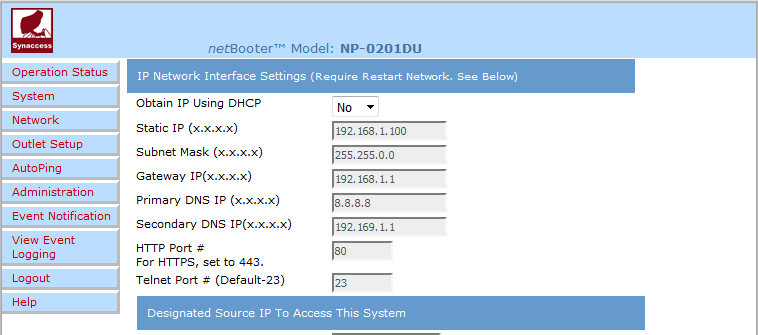 Synaccess
netBooter™ Model: NP-0201DU
Operation Status
System
Network
Outlet Setup
AutoPing
Administration
Event Notification
View Event
Logging
Logout
Help
IP Network Interface Settings (Require Restart Network. See Below)
Obtain IP Using DHCP No
Static IP (x.x.x.x) 192.168.1.100
Subnet Mask (x.x.x.x) 255.255.0.0
Gateway IP(x.x.x.x) 192.168.1.1
Primary DNS IP (x.x.x.x) 8.8.8.8
Secondary DNS IP(x.x.x.x) 192.169.1.1
HTTP Port # 80
For HTTPS, set to 443.
Telnet Port # (Default-23) 23
Designated Source IP To Access This System